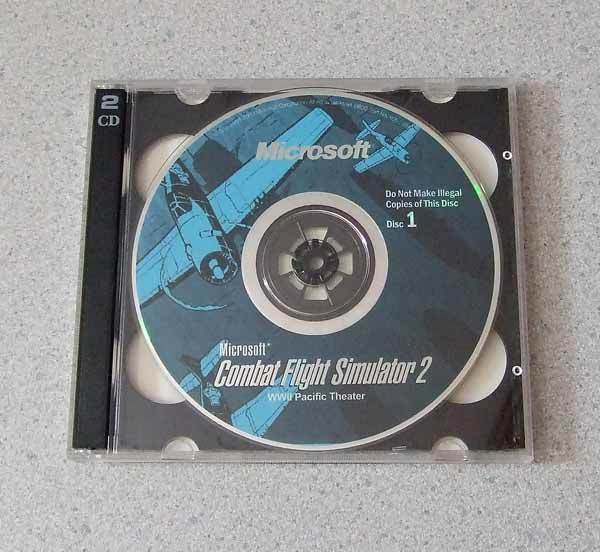 2
CD
Microsoft
Do Not Make Illegal
Copies of This Disc
Disc 1
Microsoft®
Combat Flight Simulator 2
WWII Pacific Theater